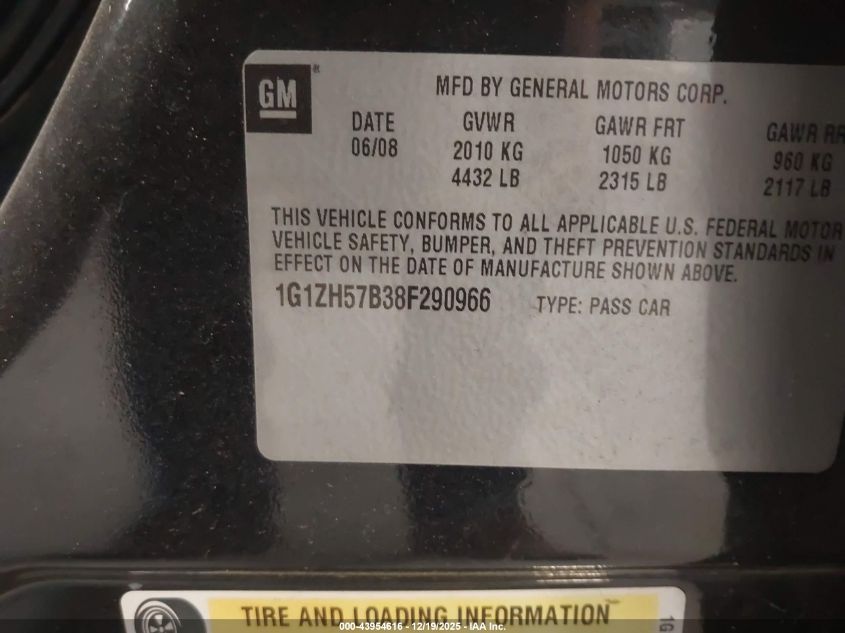 GM
MFD BY GENERAL MOTORS CORP.
DATE GVWR GAWR FRT GAWR RR
06/08 2010 KG 1050 KG 960 KG
4432 LB 2315 LB 2117 LB
THIS VEHICLE CONFORMS TO ALL APPLICABLE U.S. FEDERAL MOTOR
VEHICLE SAFETY, BUMPER, AND THEFT PREVENTION STANDARDS IN
EFFECT ON THE DATE OF MANUFACTURE SHOWN ABOVE.
1G1ZH57B38F290966 TYPE: PASS CAR
TIRE AND LOADING INFORMATION
1G
000-43954616 - 12/19/2025 - IAA Inc.